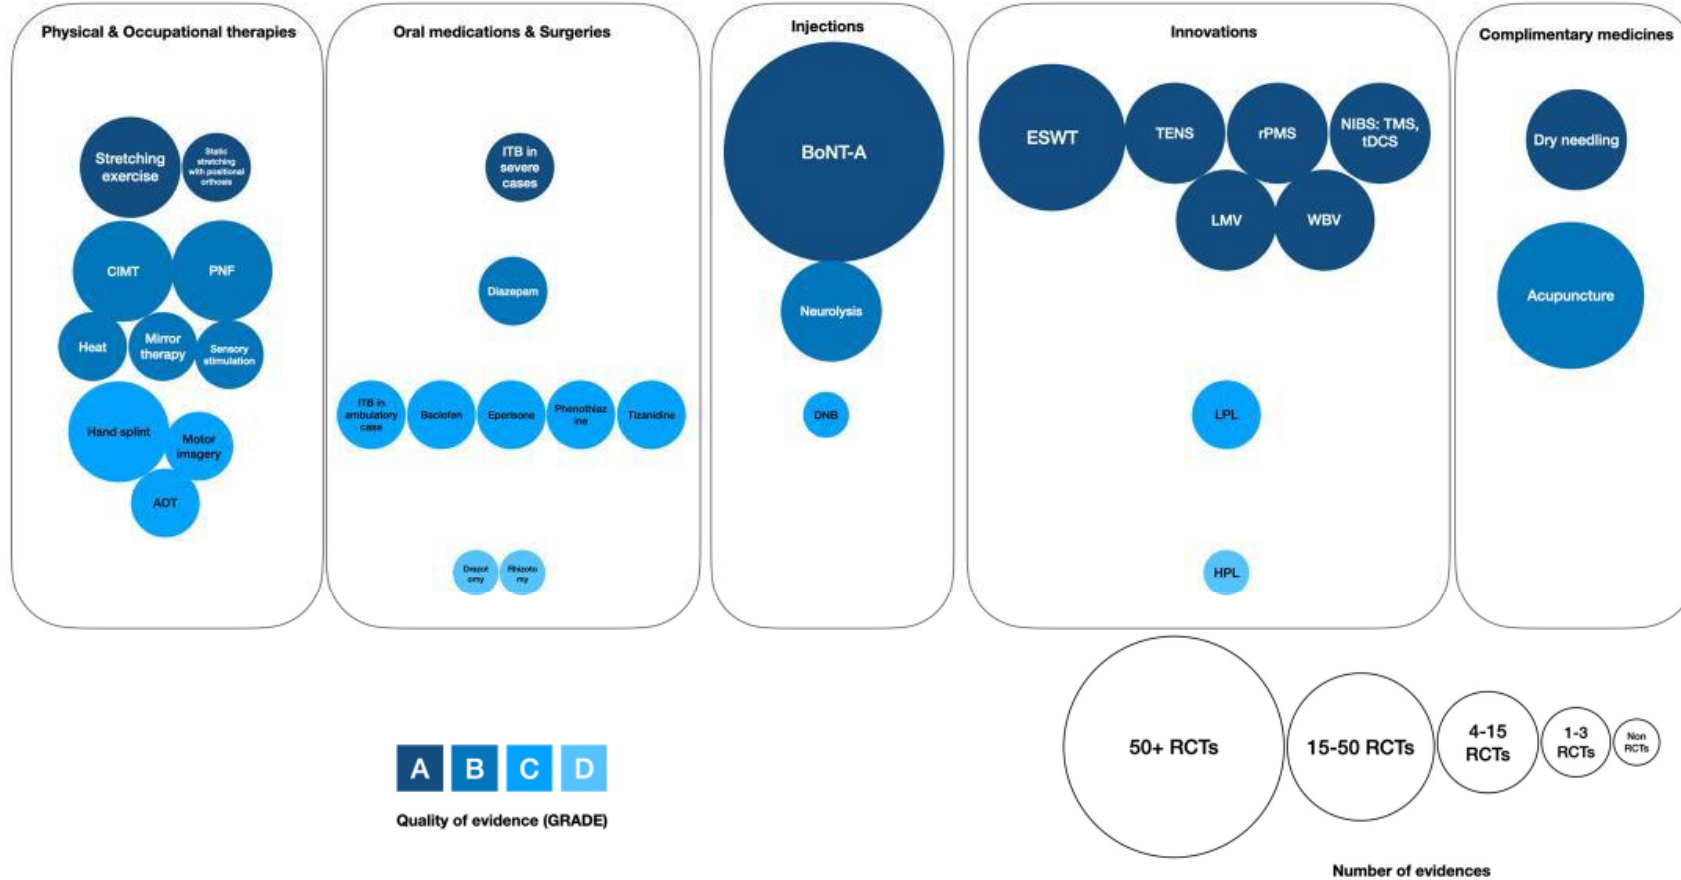 Physical & Occupational therapies
Stretching
exercise
Static
stretching
with positional
orthosis
CIMT
PNF
Heat
Mirror
therapy
Sensory
stimulation
Hand splint
Motor
imagery
AOT
Oral medications & Surgeries
ITB in
severe
cases
Diazepam
ITB in
ambulatory
case
Baclofen
Eperisone
Phenothiaz
ine
Tizanidine
Drezot
omy
Rhizoto
my
Injections
BoNT-A
Neurolysis
DNB
Innovations
ESWT
TENS
rPMS
NIBS: TMS,
tDCS
LMV
WBV
LPL
HPL
Complimentary medicines
Dry needling
Acupuncture
A B C D
Quality of evidence (GRADE)
50+ RCTs
15-50 RCTs
4-15
RCTs
1-3
RCTs
Non
RCTs
Number of evidences